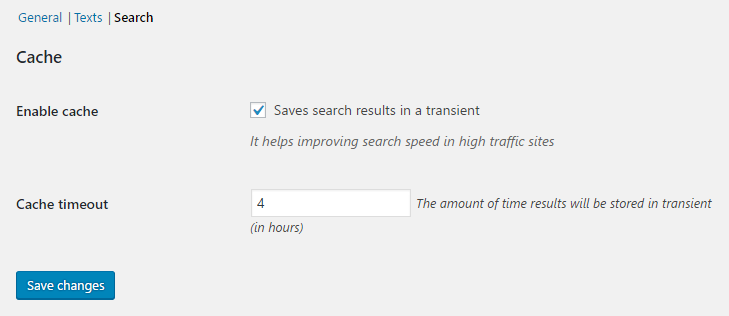 General | Texts | Search
Cache
Enable cache
Saves search results in a transient
It helps improving search speed in high traffic sites
Cache timeout
4
The amount of time results will be stored in transient
(in hours)
Save changes